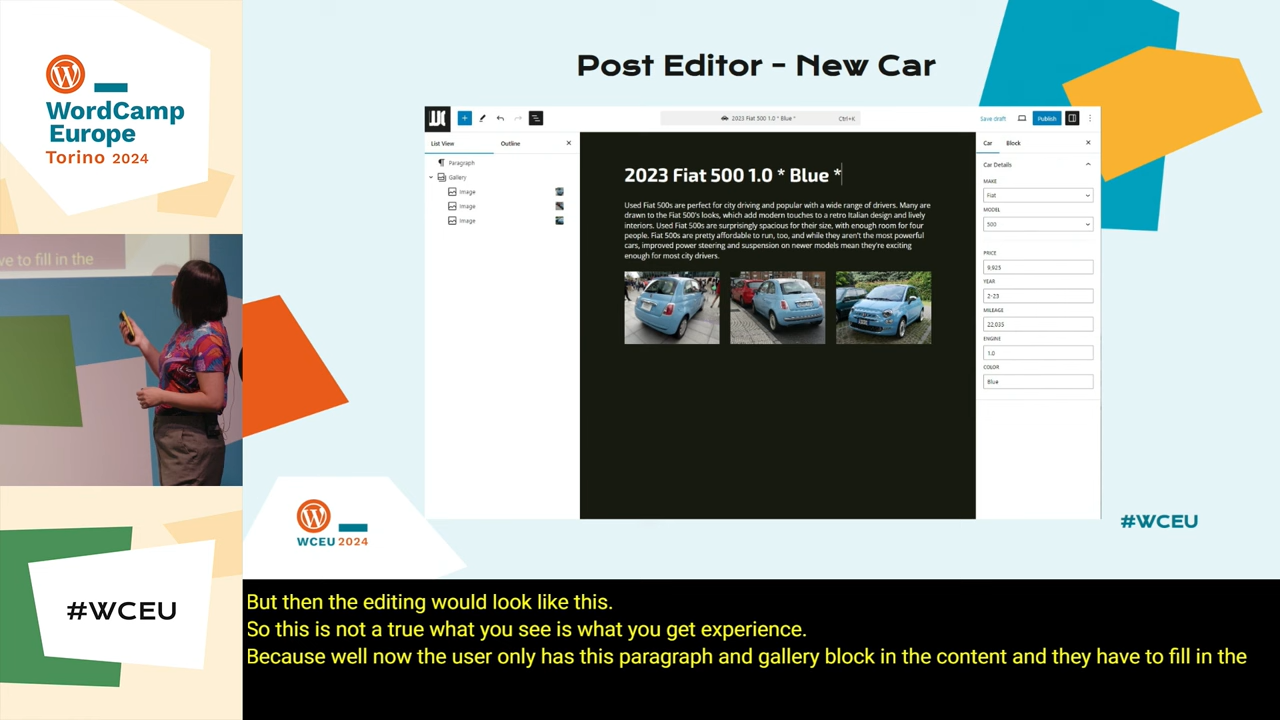 WordCamp
Europe
Torino 2024
ve to fill in the
#WCEU
Post Editor - New Car
2023 Fiat 500 1.0 * Blue *
Ctrl+K
Save draft
Publish
List View
Outline
Paragraph
Gallery
Image
Image
Image
2023 Fiat 500 1.0 * Blue *
Used Fiat 500s are perfect for city driving and popular with a wide range of drivers. Many are
drawn to the Fiat 500's looks, which add modern touches to a retro Italian design and lively
interiors. Used Fiat 500s are surprisingly spacious for their size, with enough room for four
people. Fiat 500s are pretty affordable to run, too, and while they aren't the most powerful
cars, improved power steering and suspension on newer models mean they're exciting
enough for most city drivers.
Car
Block
Car Details
MAKE
Fiat
MODEL
500
PRICE
9,925
YEAR
2-23
MILEAGE
22,035
ENGINE
1.0
COLOR
Blue
WCEU 2024
#WCEU
But then the editing would look like this.
So this is not a true what you see is what you get experience.
Because well now the user only has this paragraph and gallery block in the content and they have to fill in the